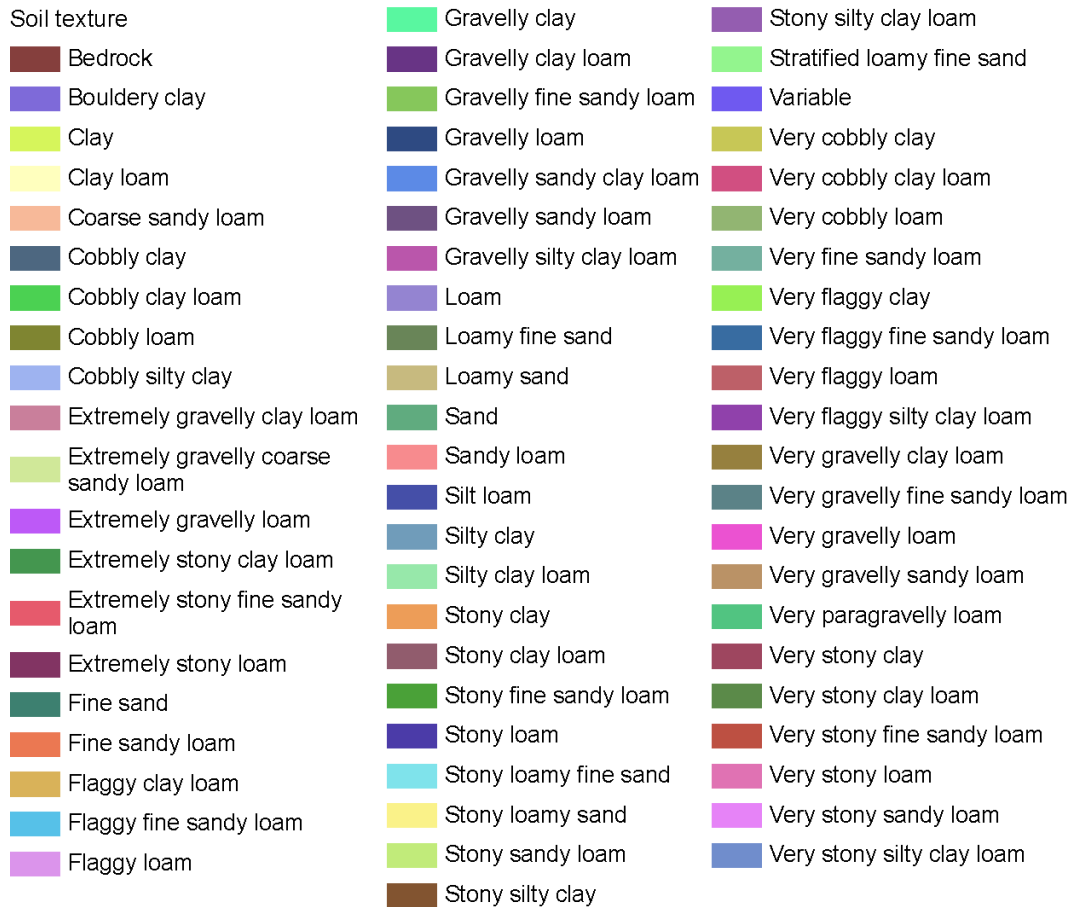 Soil texture
Bedrock
Bouldery clay
Clay
Clay loam
Coarse sandy loam
Cobbly clay
Cobbly clay loam
Cobbly loam
Cobbly silty clay
Extremely gravelly clay loam
Extremely gravelly coarse
sandy loam
Extremely gravelly loam
Extremely stony clay loam
Extremely stony fine sandy
loam
Extremely stony loam
Fine sand
Fine sandy loam
Flaggy clay loam
Flaggy fine sandy loam
Flaggy loam
Gravelly clay
Gravelly clay loam
Gravelly fine sandy loam
Gravelly loam
Gravelly sandy clay loam
Gravelly sandy loam
Gravelly silty clay loam
Loam
Loamy fine sand
Loamy sand
Sand
Sandy loam
Silt loam
Silty clay
Silty clay loam
Stony clay
Stony clay loam
Stony fine sandy loam
Stony loam
Stony loamy fine sand
Stony loamy sand
Stony sandy loam
Stony silty clay
Stony silty clay loam
Stratified loamy fine sand
Variable
Very cobbly clay
Very cobbly clay loam
Very cobbly loam
Very fine sandy loam
Very flaggy clay
Very flaggy fine sandy loam
Very flaggy loam
Very flaggy silty clay loam
Very gravelly clay loam
Very gravelly fine sandy loam
Very gravelly loam
Very gravelly sandy loam
Very paragravelly loam
Very stony clay
Very stony clay loam
Very stony fine sandy loam
Very stony loam
Very stony sandy loam
Very stony silty clay loam